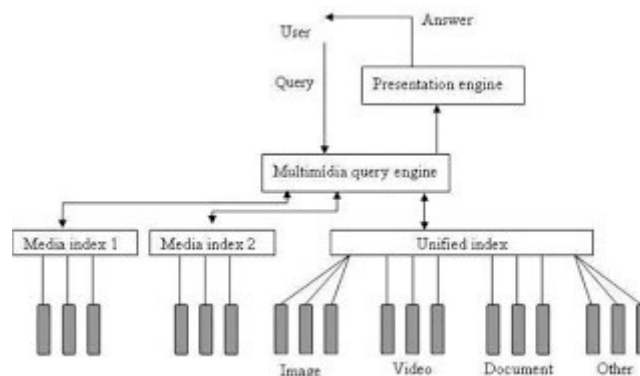 Answer
User
Query
Presentation engine
Multimídia query engine
Media index 1
Media index 2
Unified index
Image
Video
Document
Other